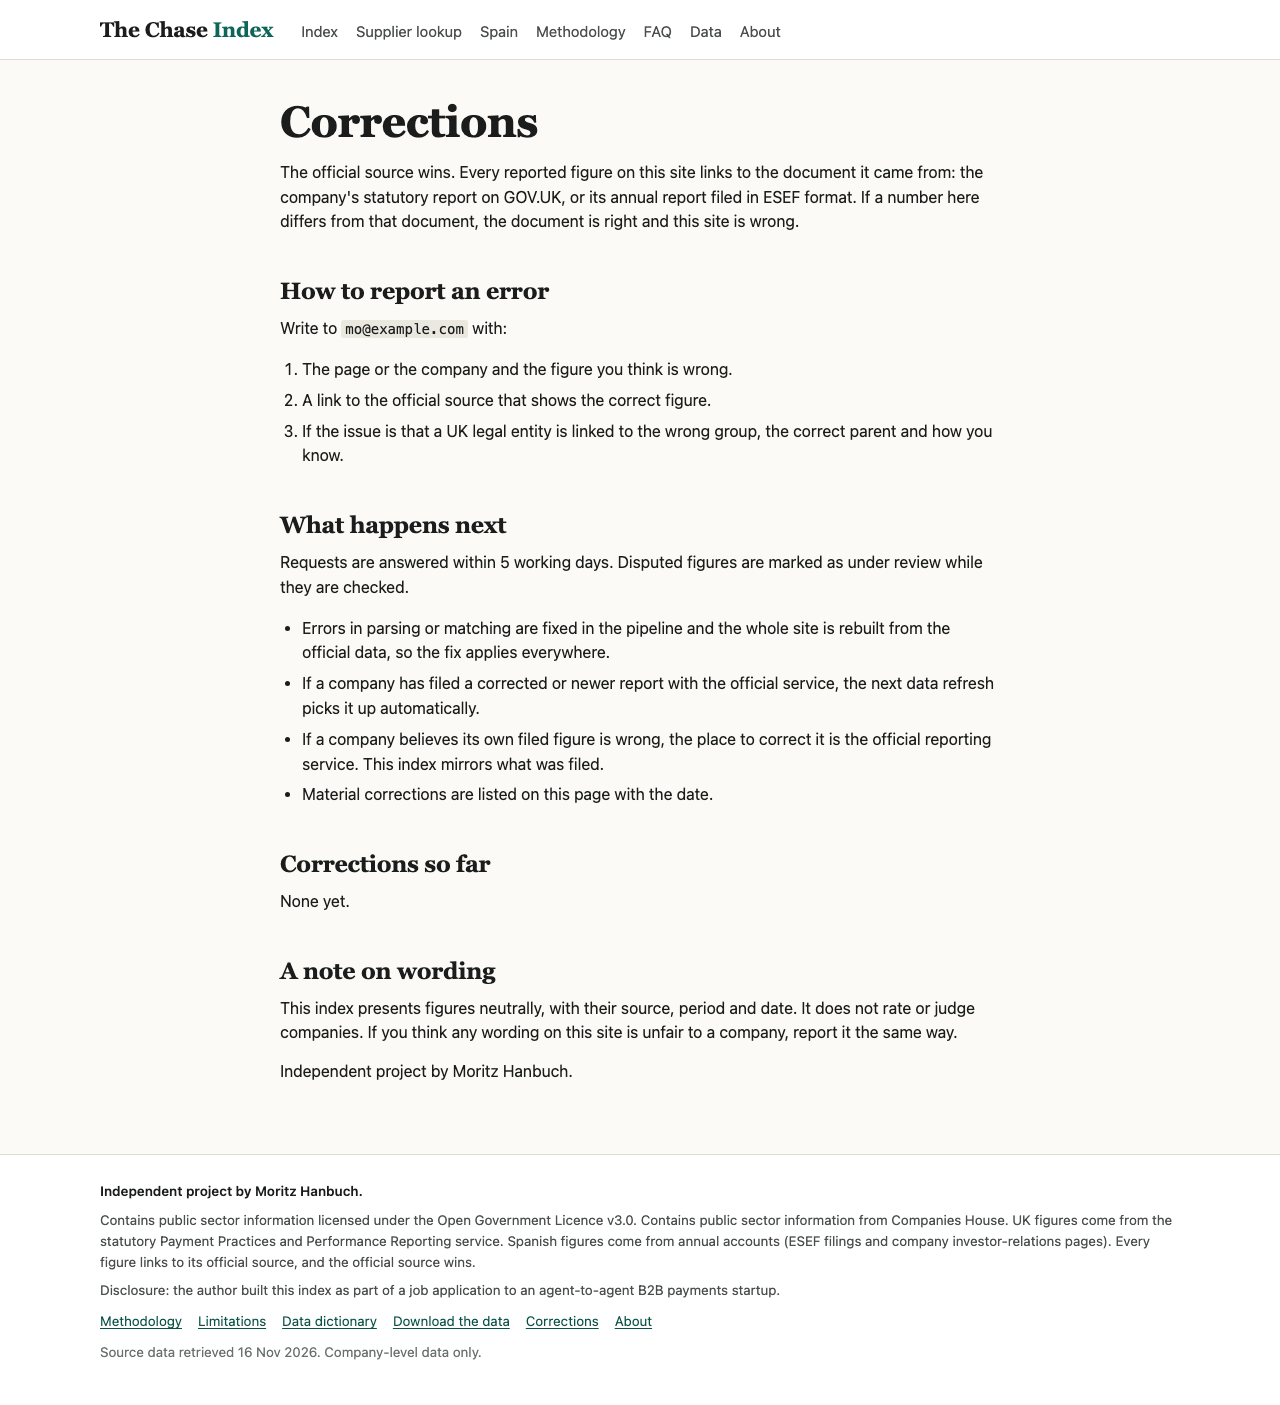 The Chase Index
Index Supplier lookup Spain Methodology FAQ Data About
Corrections
The official source wins. Every reported figure on this site links to the document it came from: the
company's statutory report on GOV.UK, or its annual report filed in ESEF format. If a number here
differs from that document, the document is right and this site is wrong.
How to report an error
Write to mo@example.com with:
1. The page or the company and the figure you think is wrong.
2. A link to the official source that shows the correct figure.
3. If the issue is that a UK legal entity is linked to the wrong group, the correct parent and how you
know.
What happens next
Requests are answered within 5 working days. Disputed figures are marked as under review while
they are checked.
• Errors in parsing or matching are fixed in the pipeline and the whole site is rebuilt from the
official data, so the fix applies everywhere.
• If a company has filed a corrected or newer report with the official service, the next data refresh
picks it up automatically.
• If a company believes its own filed figure is wrong, the place to correct it is the official reporting
service. This index mirrors what was filed.
• Material corrections are listed on this page with the date.
Corrections so far
None yet.
A note on wording
This index presents figures neutrally, with their source, period and date. It does not rate or judge
companies. If you think any wording on this site is unfair to a company, report it the same way.
Independent project by Moritz Hanbuch.
Independent project by Moritz Hanbuch.
Contains public sector information licensed under the Open Government Licence v3.0. Contains public sector information from Companies House. UK figures come from the
statutory Payment Practices and Performance Reporting service. Spanish figures come from annual accounts (ESEF filings and company investor-relations pages). Every
figure links to its official source, and the official source wins.
Disclosure: the author built this index as part of a job application to an agent-to-agent B2B payments startup.
Methodology Limitations Data dictionary Download the data Corrections About
Source data retrieved 16 Nov 2026. Company-level data only.